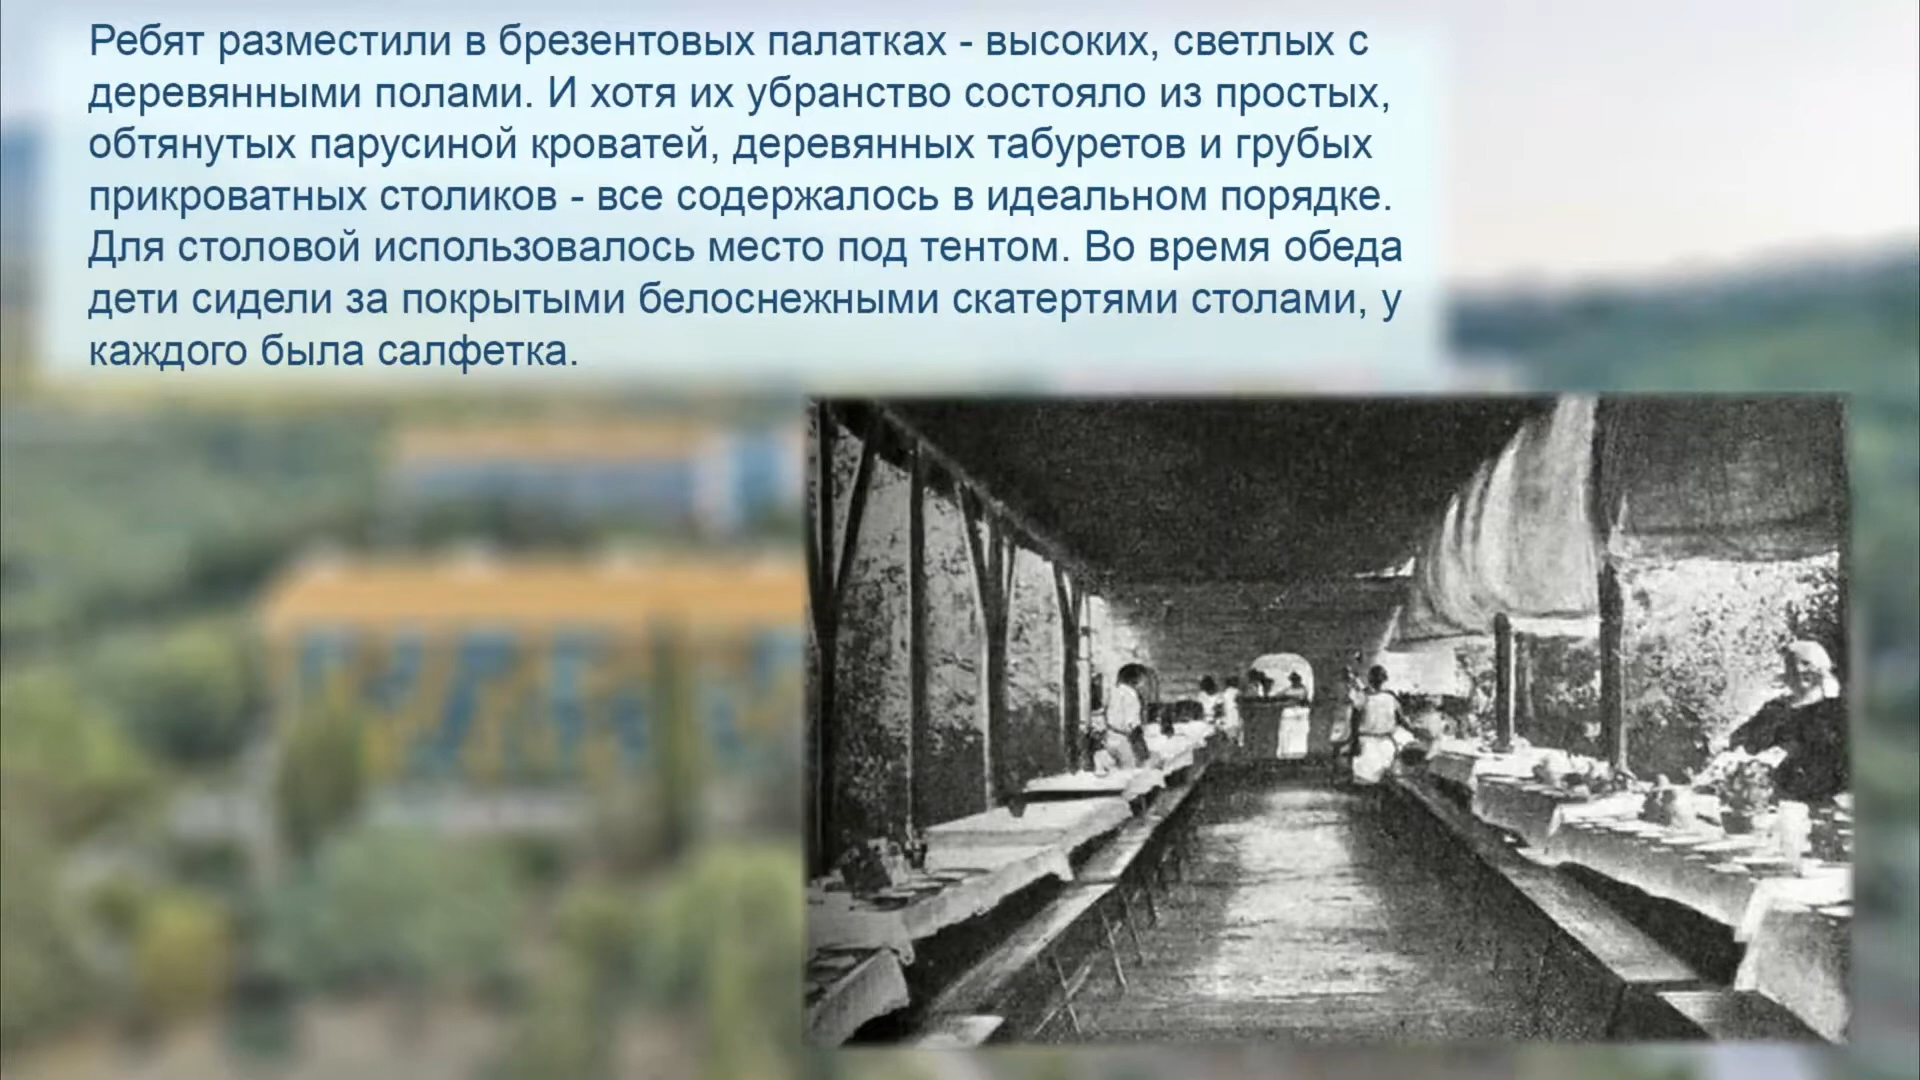 Ребят разместили в брезентовых палатках - высоких, светлых с
деревянными полами. И хотя их убранство состояло из простых,
обтянутых парусиной кроватей, деревянных табуретов и грубых
прикроватных столиков - все содержалось в идеальном порядке.
Для столовой использовалось место под тентом. Во время обеда
дети сидели за покрытыми белоснежными скатертями столами, у
каждого была салфетка.